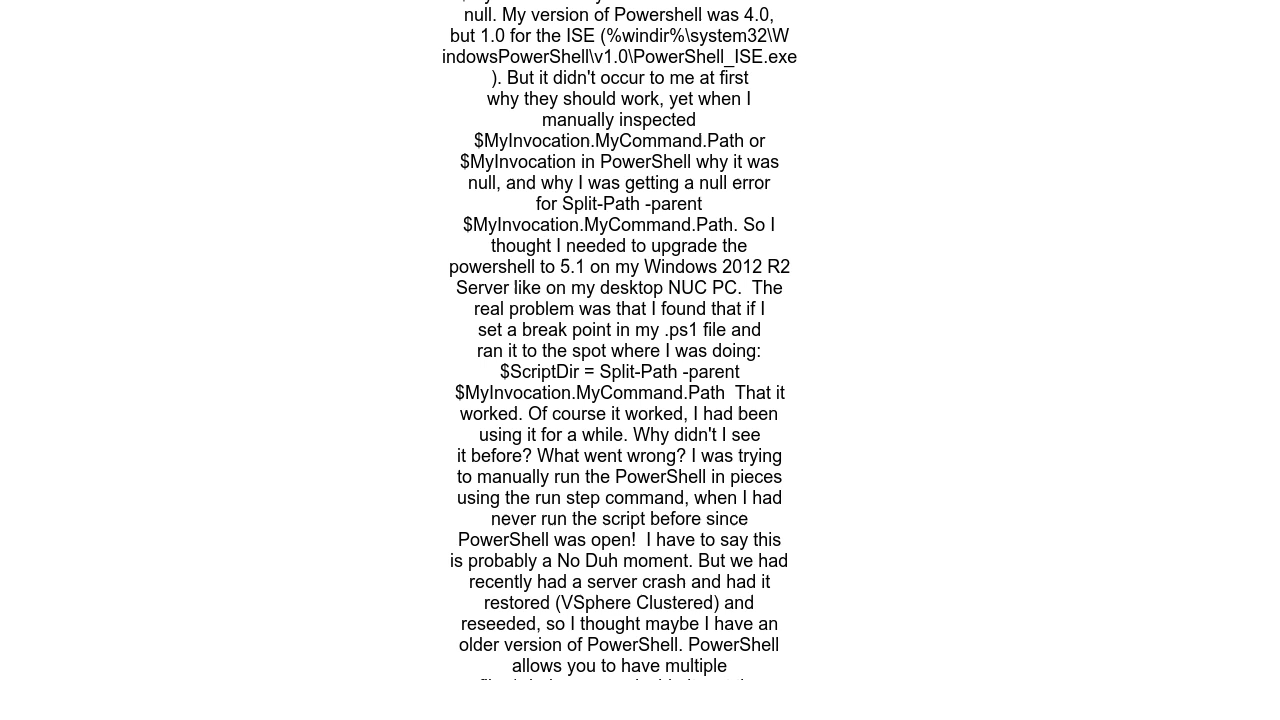 null. My version of Powershell was 4.0,
but 1.0 for the ISE (%windir%\system32\W
indowsPowerShell\v1.0\PowerShell_ISE.exe
). But it didn't occur to me at first
why they should work, yet when I
manually inspected
$MyInvocation.MyCommand.Path or
$MyInvocation in PowerShell why it was
null, and why I was getting a null error
for Split-Path -parent
$MyInvocation.MyCommand.Path. So I
thought I needed to upgrade the
powershell to 5.1 on my Windows 2012 R2
Server like on my desktop NUC PC.  The
real problem was that I found that if I
set a break point in my .ps1 file and
ran it to the spot where I was doing:
$ScriptDir = Split-Path -parent
$MyInvocation.MyCommand.Path  That it
worked. Of course it worked, I had been
using it for a while. Why didn't I see
it before? What went wrong? I was trying
to manually run the PowerShell in pieces
using the run step command, when I had
never run the script before since
PowerShell was open!  I have to say this
is probably a No Duh moment. But we had
recently had a server crash and had it
restored (VSphere Clustered) and
reseeded, so I thought maybe I have an
older version of PowerShell. PowerShell
allows you to have multiple